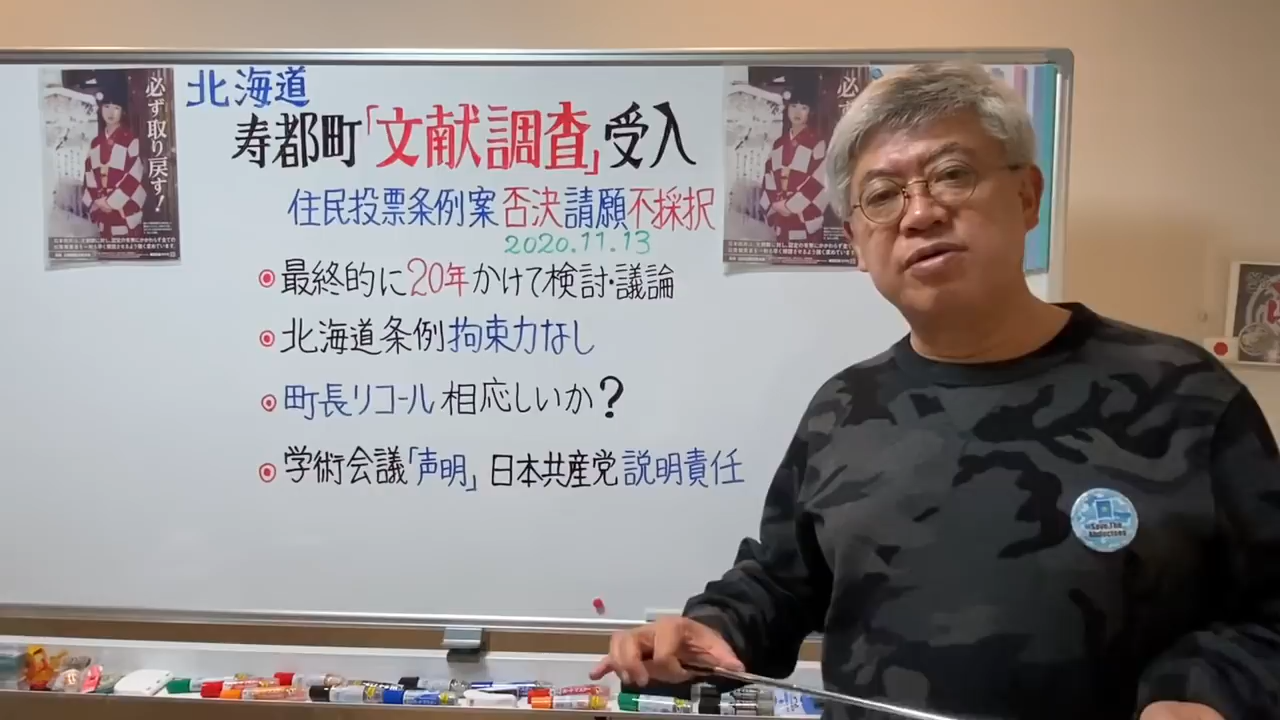 必ず取り戻す!
北海道
寿都町「文献調査」受入
住民投票条例案 否決 請願 不採択
2020.11.13
最終的に20年かけて検討・議論
北海道条例 拘束力なし
町長リコール 相応しいか?
学術会議「声明」 日本共産党 説明責任
必
Save The
Abductees